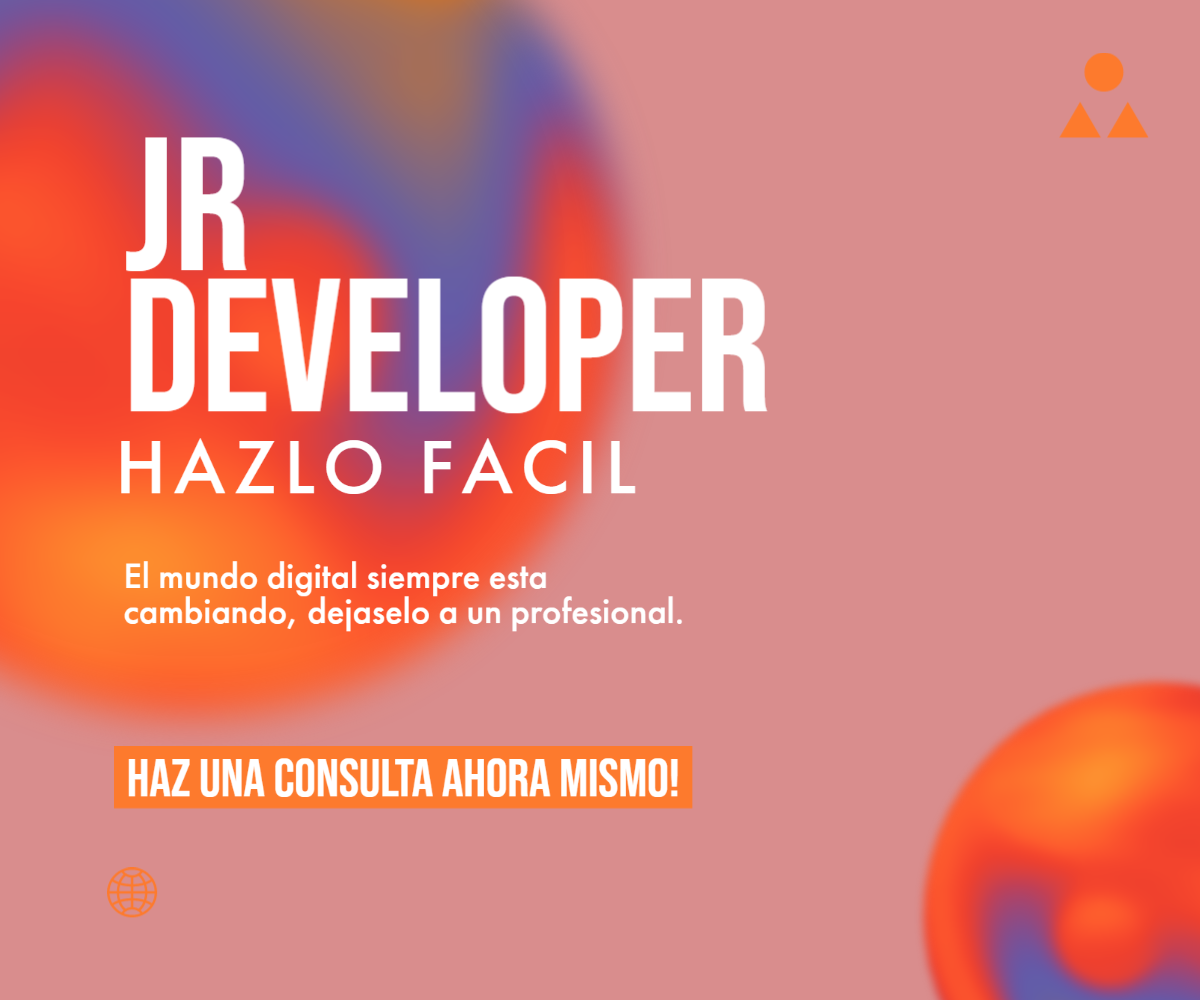 JR
DEVELOPER
HAZLO FACIL
El mundo digital siempre esta
cambiando, dejaselo a un profesional.
HAZ UNA CONSULTA AHORA MISMO!